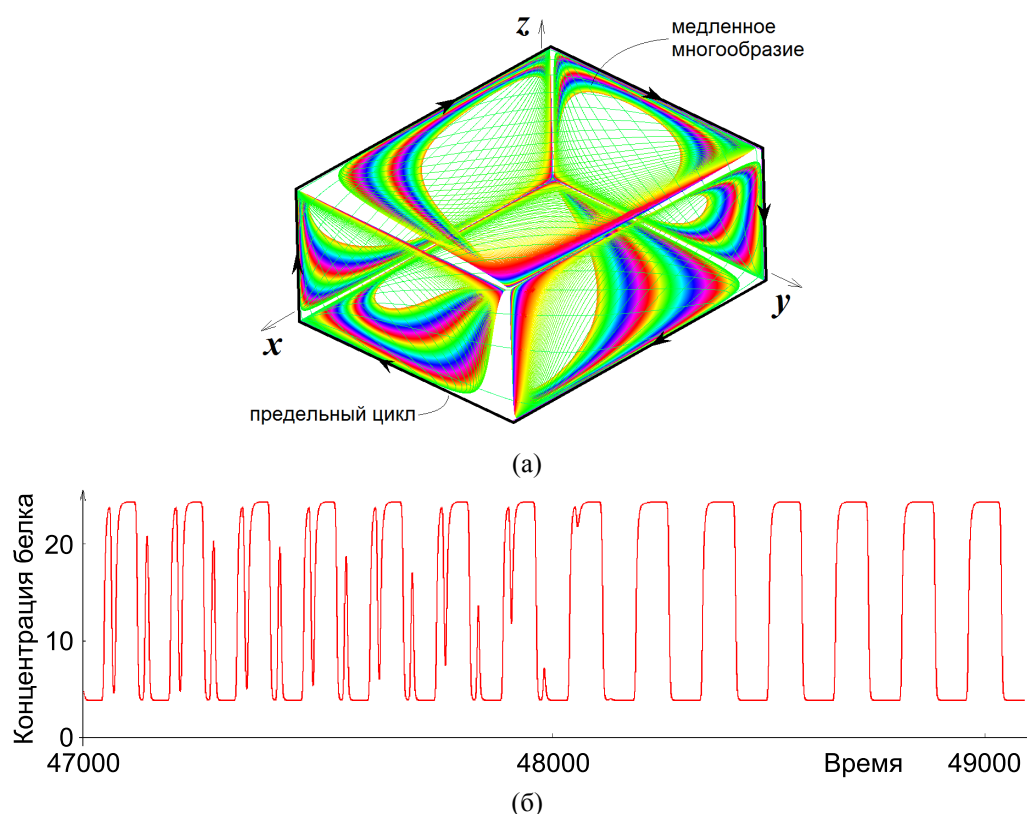 z
медленное
многообразие
y
x
предельный цикл
(а)
Концентрация белка
20
10
0
47000
48000
Время
49000
(б)